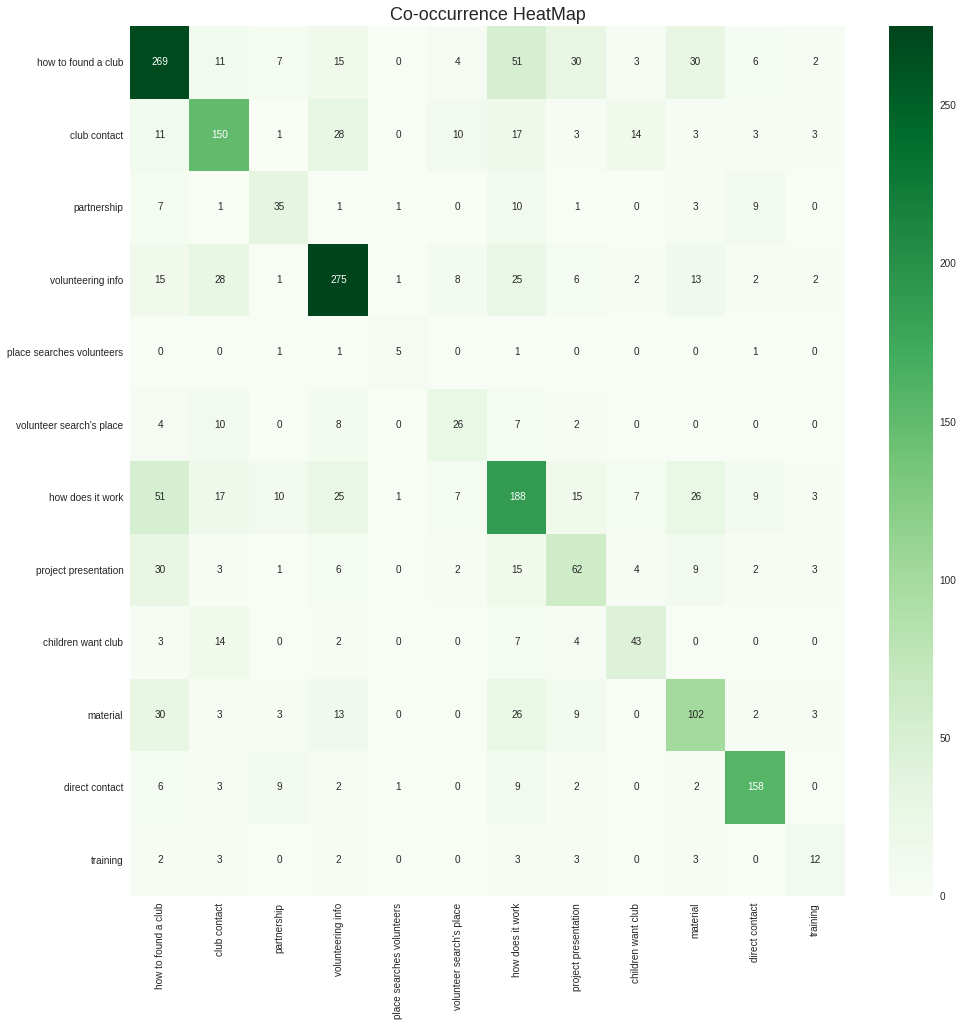 Co-occurrence HeatMap
how to found a club 269 11 7 15 0 4 51 30 3 30 6 2
club contact 11 150 1 28 0 10 17 3 14 3 3 3
partnership 7 1 35 1 1 0 10 1 0 3 9 0
volunteering info 15 28 1 275 1 8 25 6 2 13 2 2
place searches volunteers 0 0 1 1 5 0 1 0 0 0 1 0
volunteer search's place 4 10 0 8 0 26 7 2 0 0 0 0
how does it work 51 17 10 25 1 7 188 15 7 26 9 3
project presentation 30 3 1 6 0 2 15 62 4 9 2 3
children want club 3 14 0 2 0 0 7 4 43 0 0 0
material 30 3 3 13 0 0 26 9 0 102 2 3
direct contact 6 3 9 2 1 0 9 2 0 2 158 0
training 2 3 0 2 0 0 3 3 0 3 0 12
how to found a club
club contact
partnership
volunteering info
place searches volunteers
volunteer search's place
how does it work
project presentation
children want club
material
direct contact
training
250
200
150
100
50
0